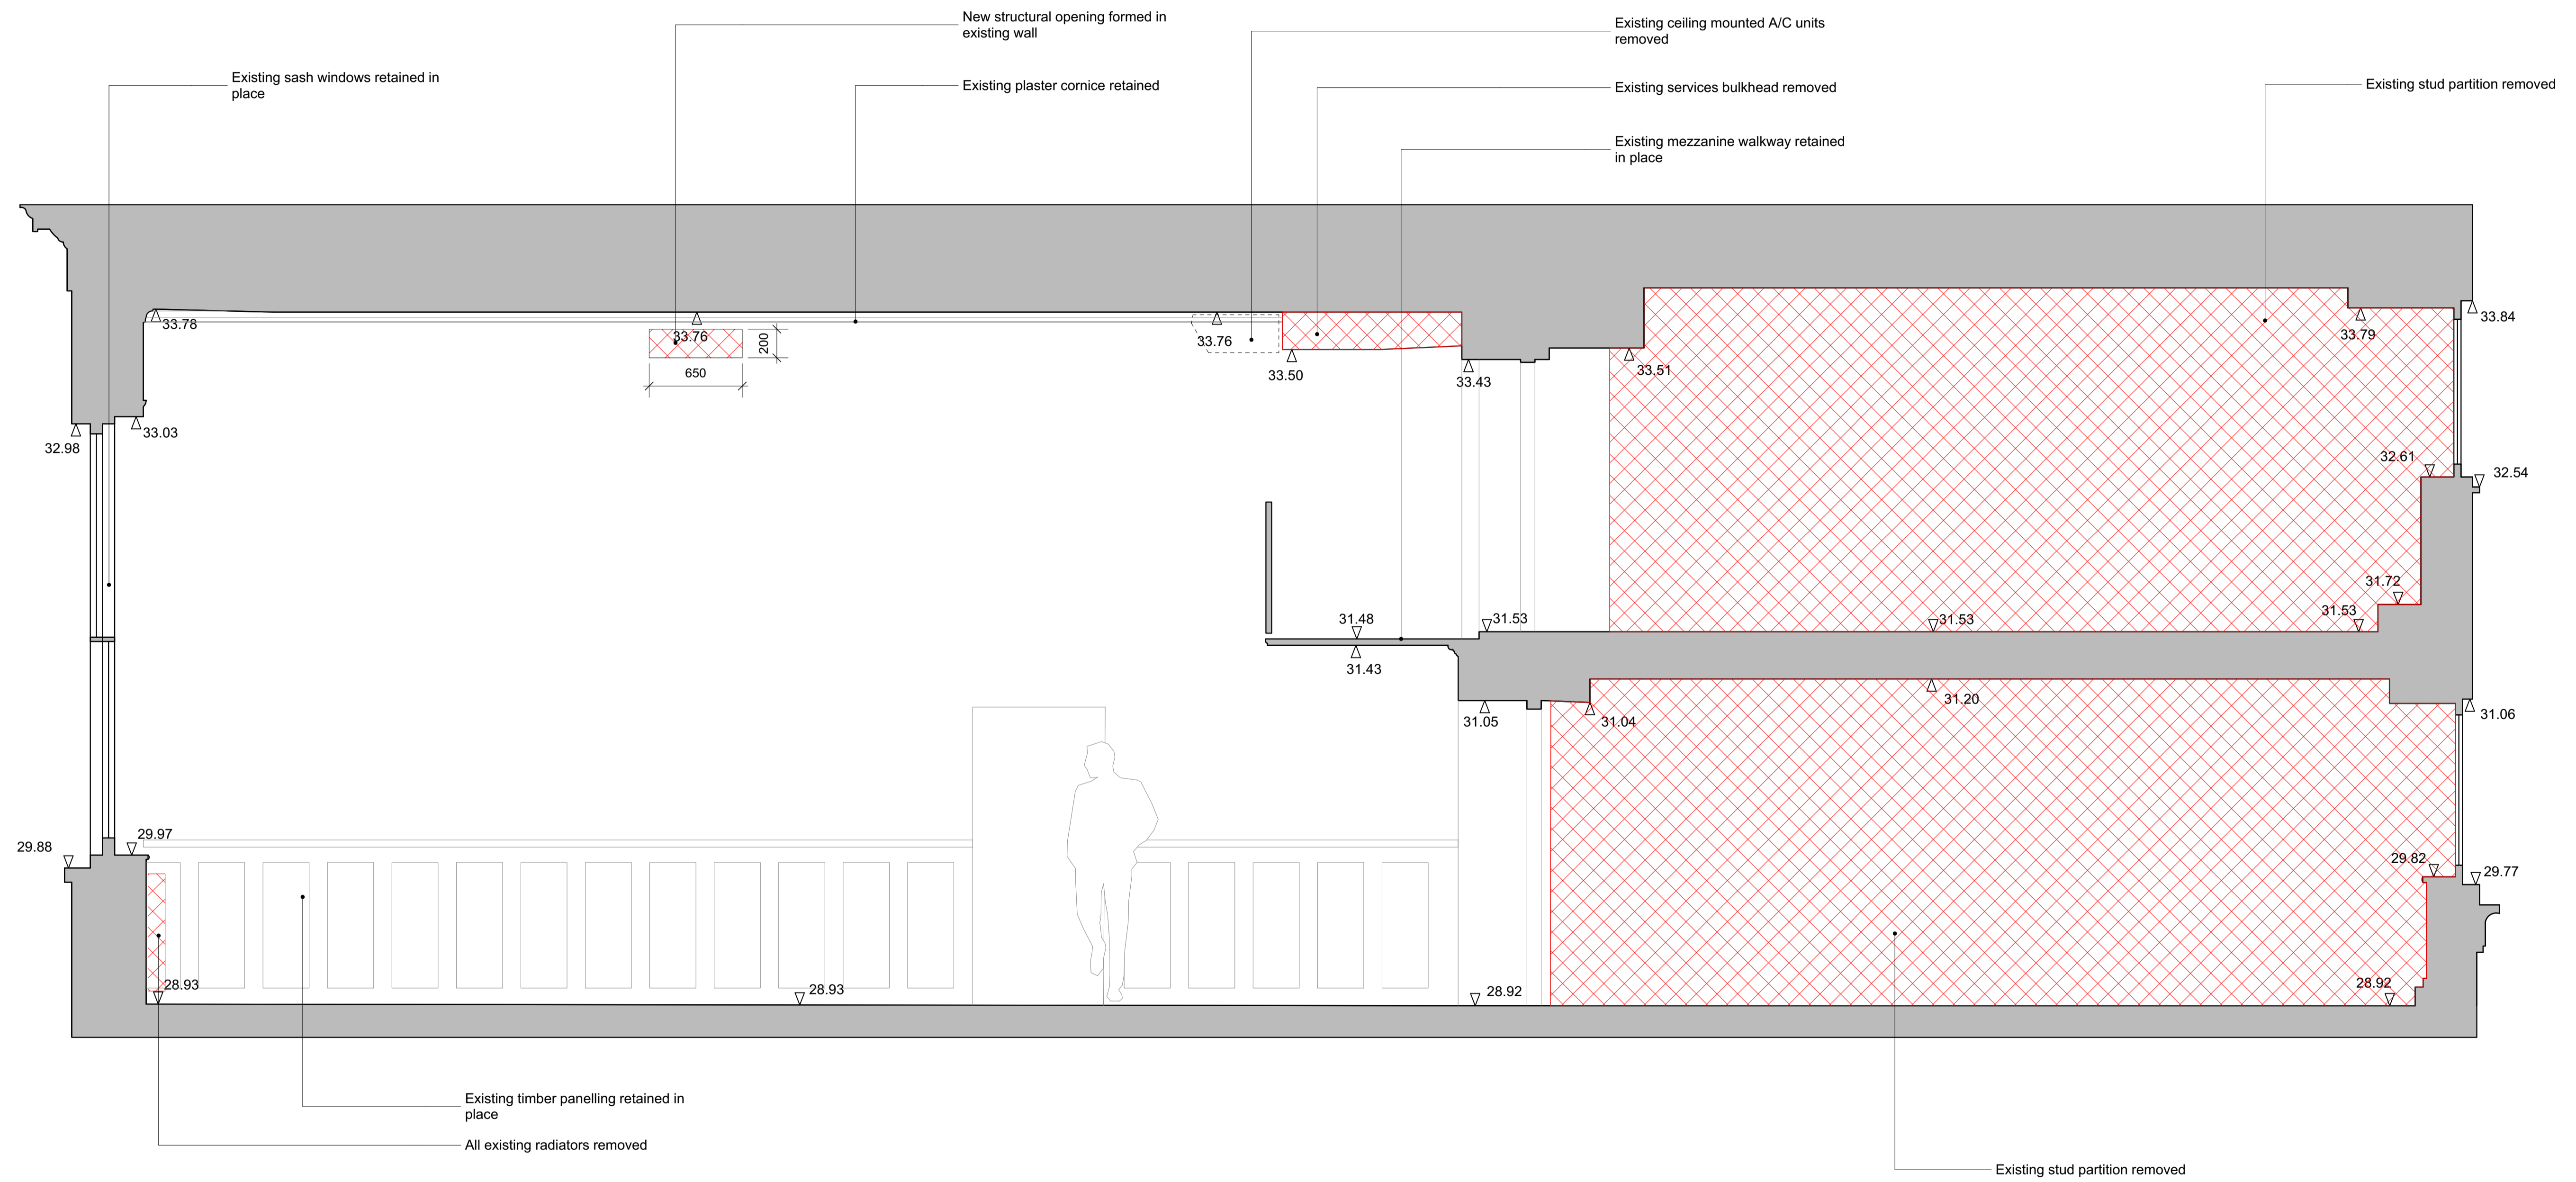 New structural opening formed in
existing wall
Existing ceiling mounted A/C units
removed
Existing sash windows retained in
place
Existing plaster cornice retained
Existing services bulkhead removed
Existing stud partition removed
Existing mezzanine walkway retained
in place
33.78
33.76
200
650
33.76
33.50
33.43
33.51
33.79
33.84
32.98
33.03
32.61
32.54
31.72
31.48
31.53
31.53
31.53
31.43
31.20
31.05
31.04
31.06
29.88
29.97
29.82
29.77
28.93
28.93
28.92
28.92
Existing timber panelling retained in
place
All existing radiators removed
Existing stud partition removed